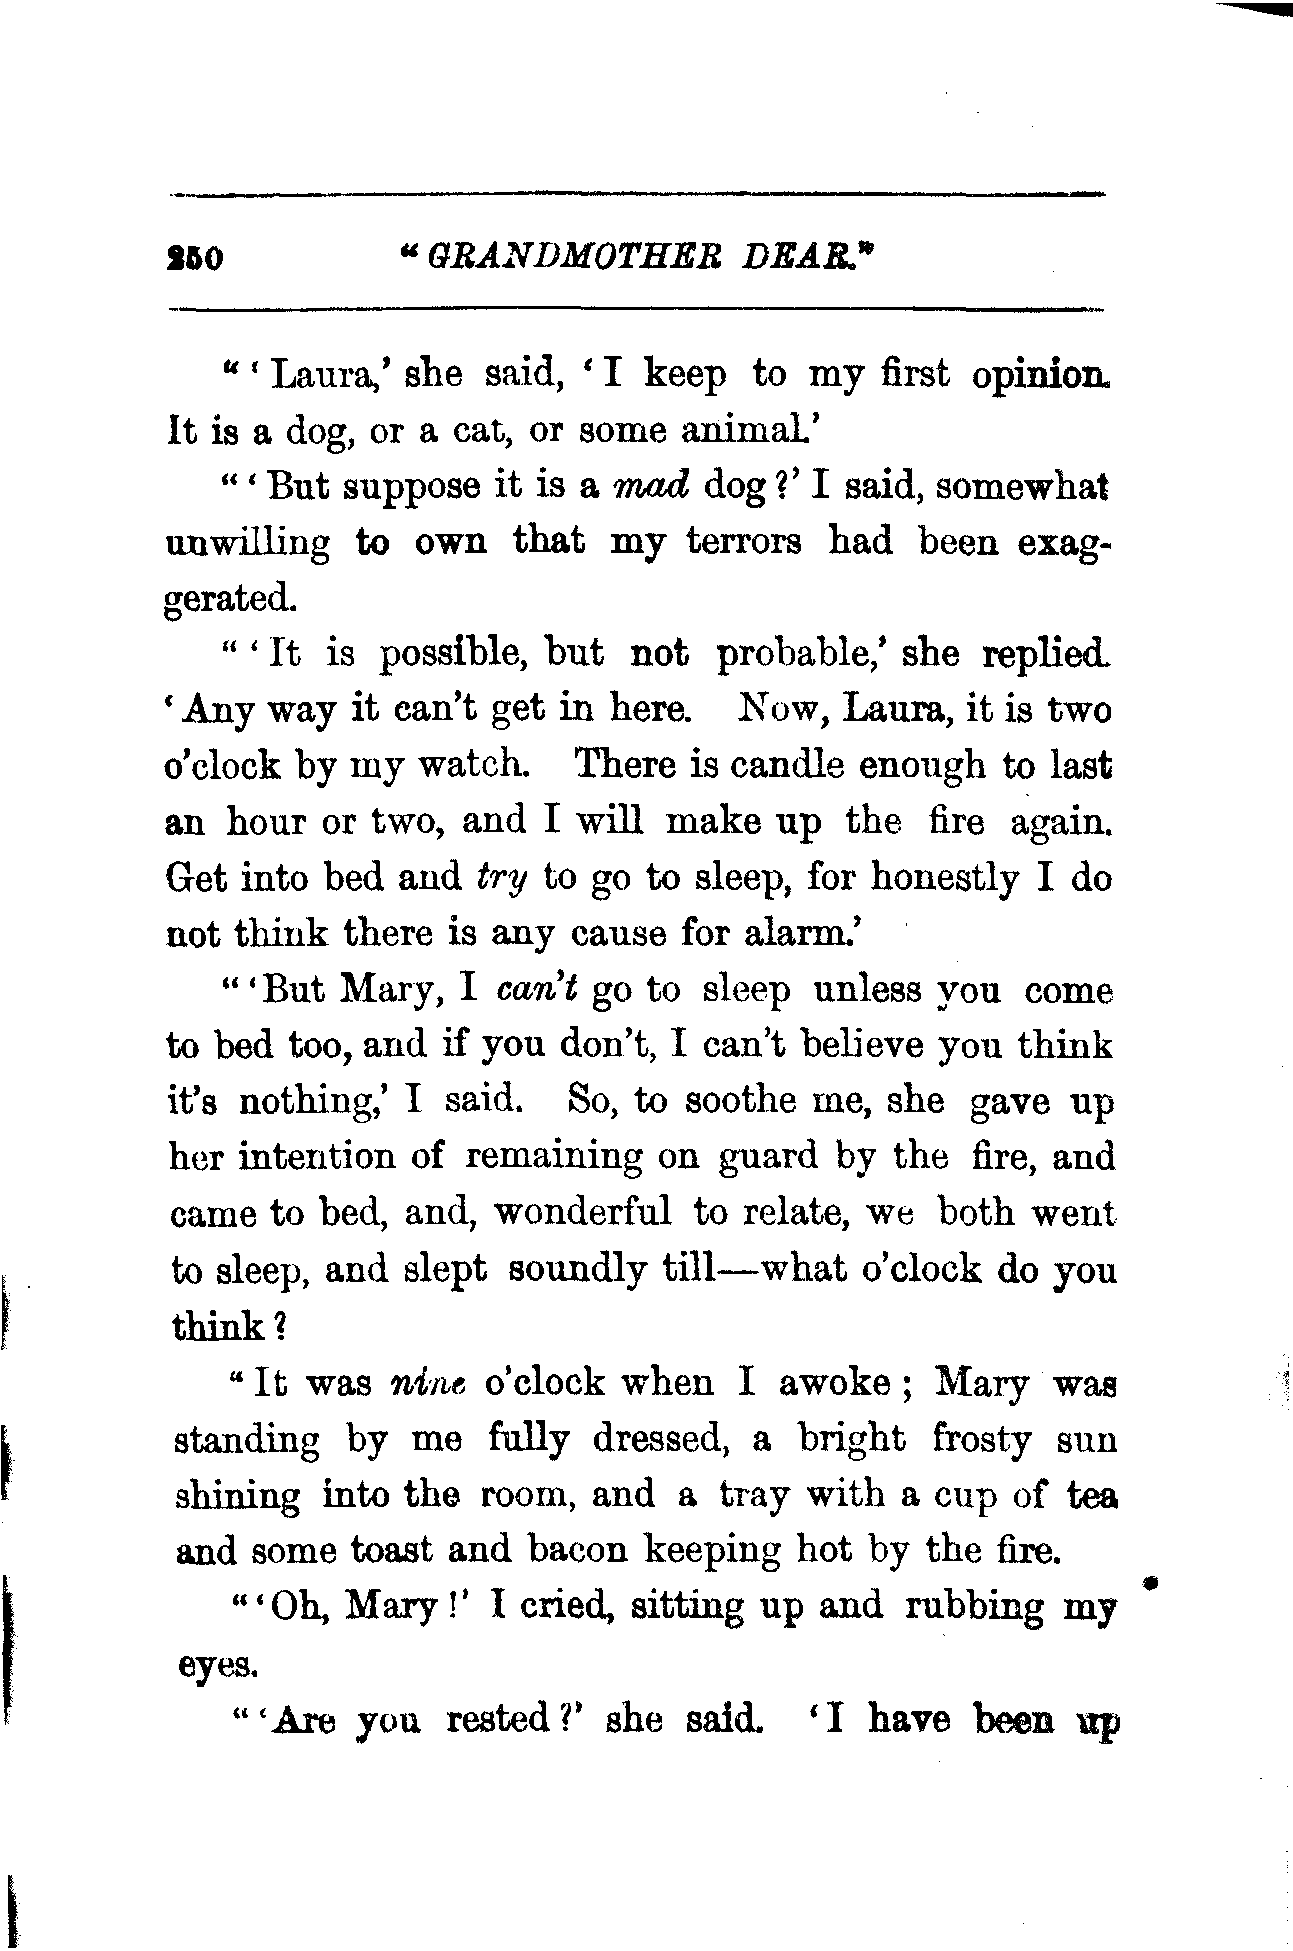 250 “GRANDMOTHER DEAR.”
“‘Laura,’ she said, ‘I keep to my first opinion.
It is a dog, or a cat, or some animal.’
“‘But suppose it is a mad dog?’ I said, somewhat
unwilling to own that my terrors had been exag-
gerated.
“‘It is possible, but not probable,’ she replied.
‘Any way it can’t get in here. Now, Laura, it is two
o’clock by my watch. There is candle enough to last
an hour or two, and I will make up the fire again.
Get into bed and try to go to sleep, for honestly I do
not think there is any cause for alarm.’
“‘But Mary, I can’t go to sleep unless you come
to bed too, and if you don’t, I can’t believe you think
it’s nothing,’ I said. So, to soothe me, she gave up
her intention of remaining on guard by the fire, and
came to bed, and, wonderful to relate, we both went
to sleep, and slept soundly till—what o’clock do you
think?
“It was nine o’clock when I awoke; Mary was
standing by me fully dressed, a bright frosty sun
shining into the room, and a tray with a cup of tea
and some toast and bacon keeping hot by the fire.
“‘Oh, Mary!’ I cried, sitting up and rubbing my
eyes.
“‘Are you rested?’ she said. ‘I have been up